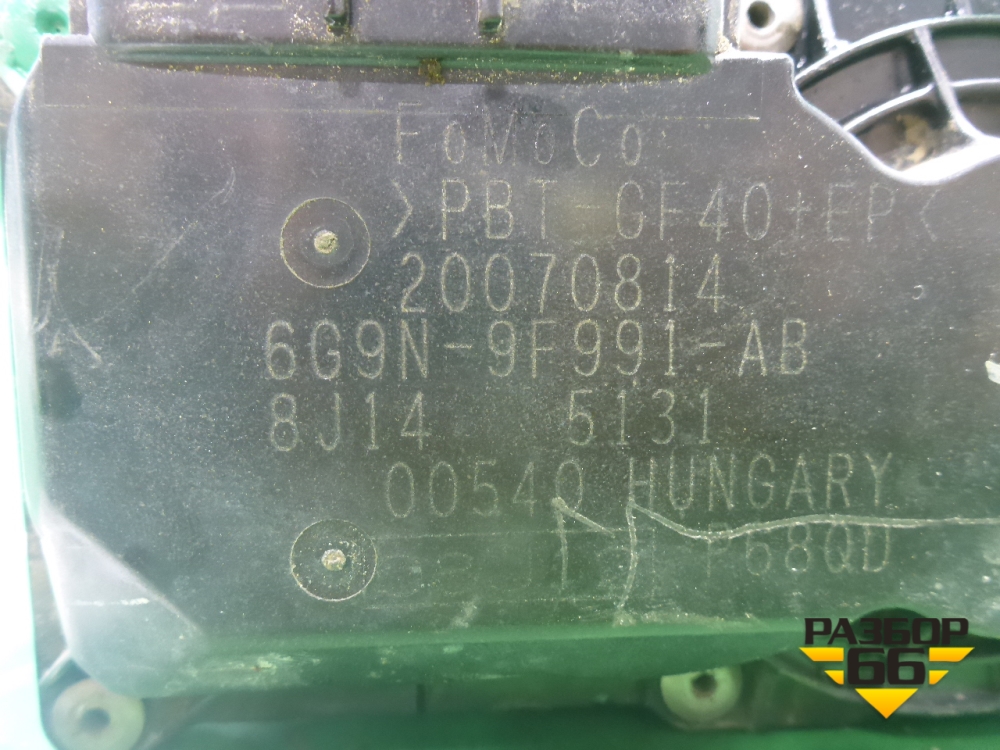 FoMoCo
>PBT-GF40+EP<
20070814
6G9N-9F991-AB
8J14 5131
00540 HUNGARY
P68QD
РАЗБОР
66